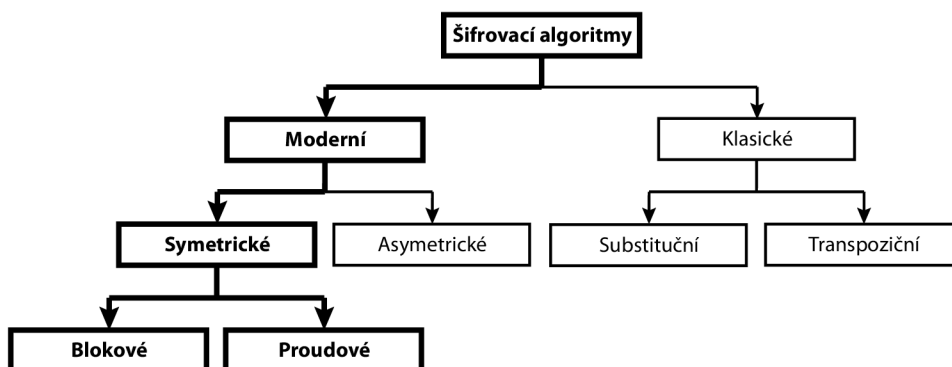 Šifrovací algoritmy
Moderní
Klasické
Symetrické
Asymetrické
Substituční
Transpoziční
Blokové
Proudové